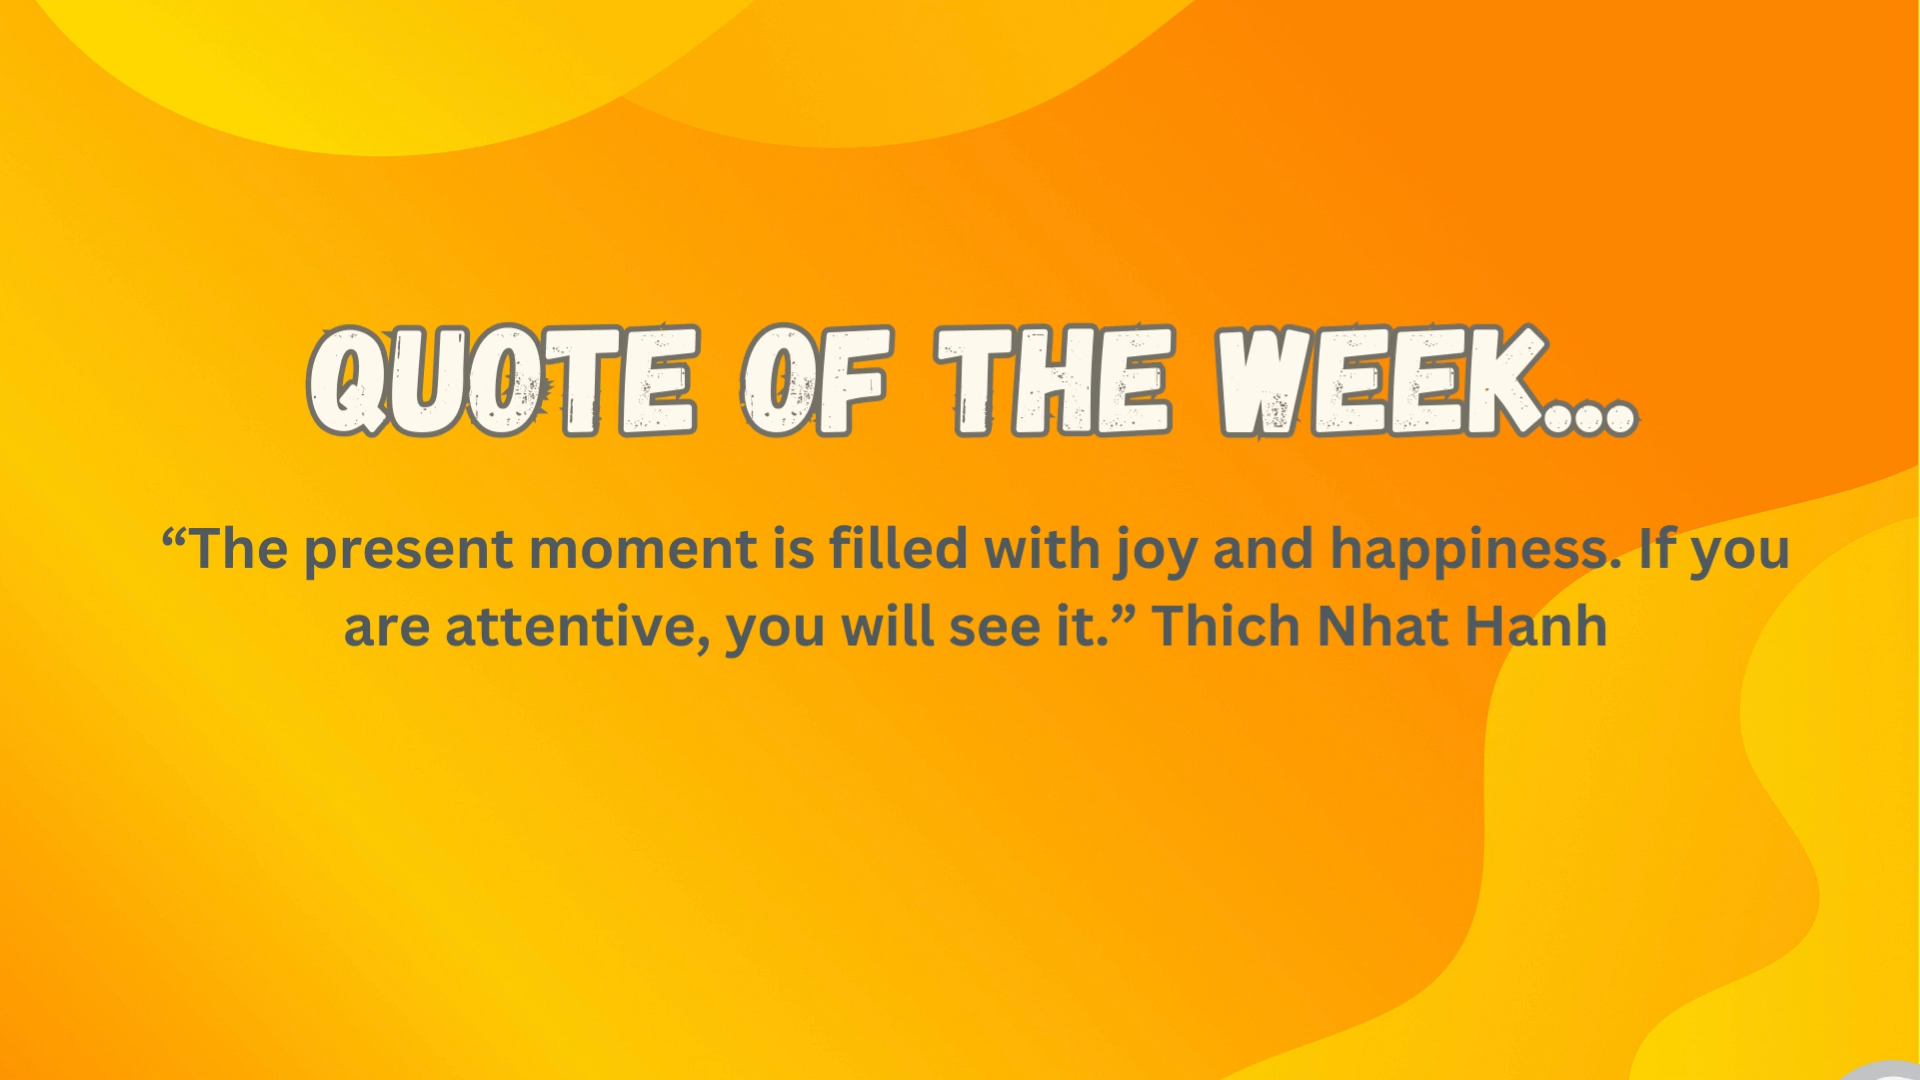 QUOTE OF THE WEEK...
“The present moment is filled with joy and happiness. If you
are attentive, you will see it.” Thich Nhat Hanh